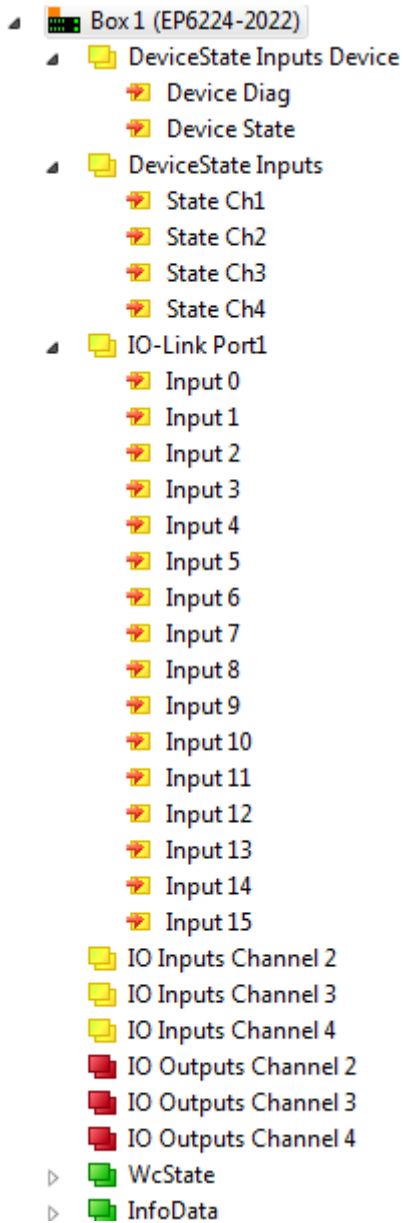 Box 1 (EP6224-2022)
DeviceState Inputs Device
Device Diag
Device State
DeviceState Inputs
State Ch1
State Ch2
State Ch3
State Ch4
IO-Link Port1
Input 0
Input 1
Input 2
Input 3
Input 4
Input 5
Input 6
Input 7
Input 8
Input 9
Input 10
Input 11
Input 12
Input 13
Input 14
Input 15
IO Inputs Channel 2
IO Inputs Channel 3
IO Inputs Channel 4
IO Outputs Channel 2
IO Outputs Channel 3
IO Outputs Channel 4
WcState
InfoData